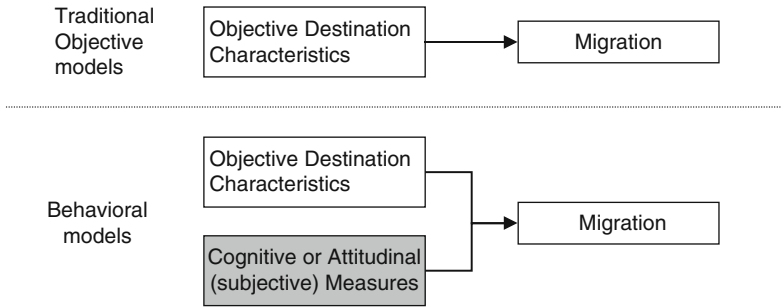 Traditional
Objective
models
Objective Destination
Characteristics
Migration
Behavioral
models
Objective Destination
Characteristics
Cognitive or Attitudinal
(subjective) Measures
Migration